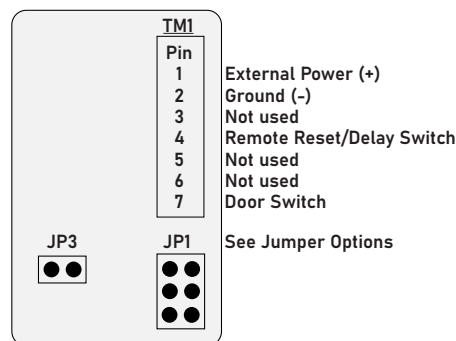 TM1
Pin
1 External Power (+)
2 Ground (-)
3 Not used
4 Remote Reset/Delay Switch
5 Not used
6 Not used
7 Door Switch
JP3 JP1 See Jumper Options